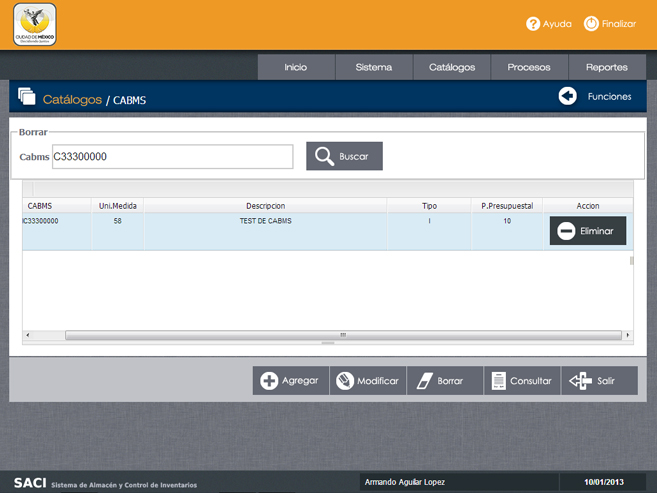 CIUDAD DE MÉXICO
Ayuda
Finalizar
Inicio
Sistema
Catálogos
Procesos
Reportes
Catálogos / CABMS
Funciones
Borrar
Cabms C33300000
Buscar
CABMS Uni.Medida Descripcion Tipo P.Presupuestal Accion
C33300000 58 TEST DE CABMS I 10 Eliminar
Agregar
Modificar
Borrar
Consultar
Salir
SACI Sistema de Almacén y Control de Inventarios
Armando Aguilar Lopez
10/01/2013